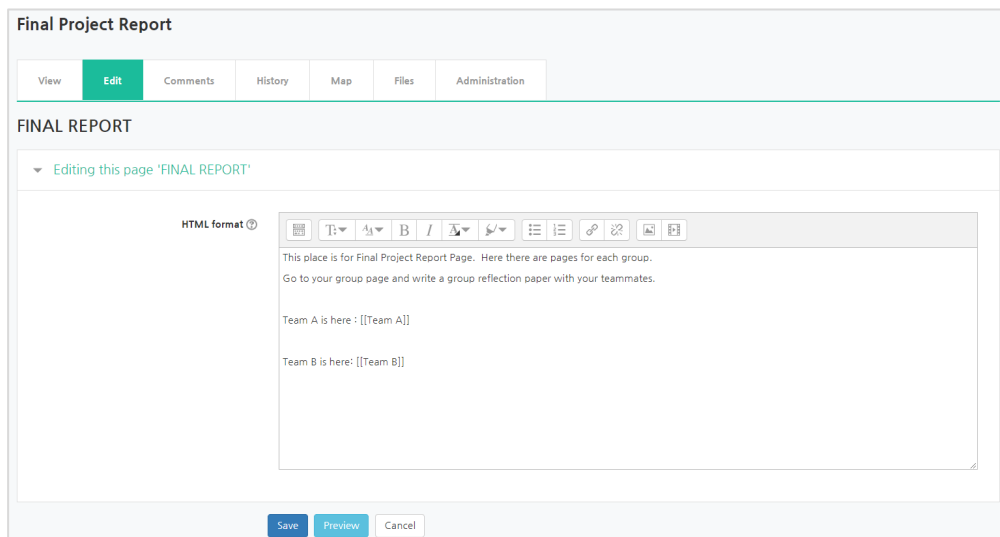 Final Project Report
View Edit Comments History Map Files Administration
FINAL REPORT
Editing this page 'FINAL REPORT'
HTML format
This place is for Final Project Report Page.  Here there are pages for each group.
Go to your group page and write a group reflection paper with your teammates.
Team A is here : [[Team A]]
Team B is here: [[Team B]]
Save Preview Cancel